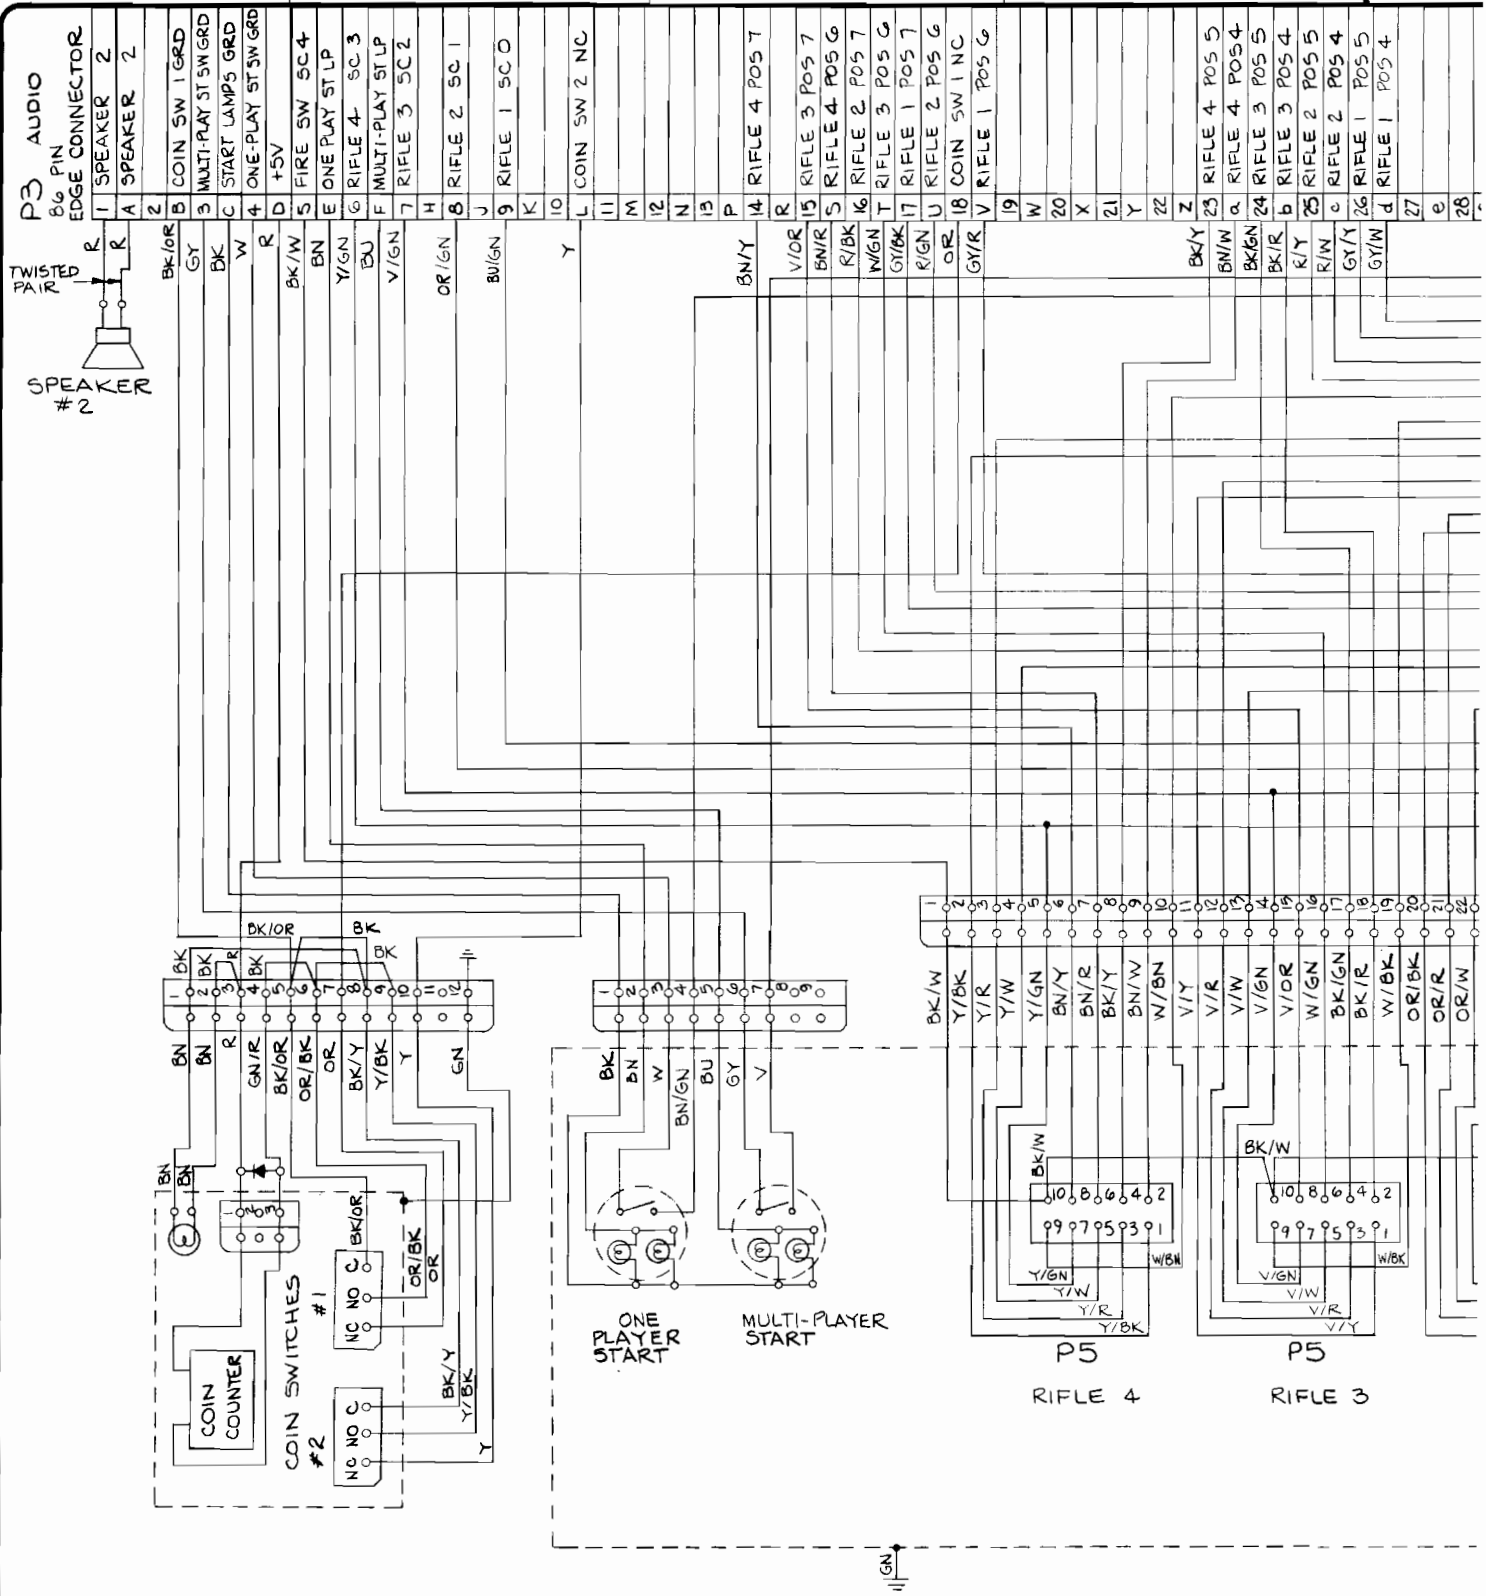 P3 AUDIO
86 PIN
EDGE CONNECTOR
1 SPEAKER 2
A SPEAKER 2
2
B COIN SW 1 GRD
3 MULTI-PLAY ST SW GRD
C START LAMPS GRD
4 ONE-PLAY ST SW GRD
D +5V
5 FIRE SW SC 4
E ONE PLAY ST LP
6 RIFLE 4 SC 3
F MULTI-PLAY ST LP
7 RIFLE 3 SC 2
H
8 RIFLE 2 SC 1
J
9 RIFLE 1 SC 0
K
10
L COIN SW 2 NC
11
M
12
N
13
P
14 RIFLE 4 POS 7
R
15 RIFLE 3 POS 7
S RIFLE 4 POS 6
16 RIFLE 2 POS 7
T RIFLE 3 POS 6
17 RIFLE 1 POS 7
U RIFLE 2 POS 6
18 COIN SW 1 NC
V RIFLE 1 POS 6
19
W
20
X
21
Y
22
Z
23 RIFLE 4 POS 5
a RIFLE 4 POS 4
24 RIFLE 3 POS 5
b RIFLE 3 POS 4
25 RIFLE 2 POS 5
c RIFLE 2 POS 4
26 RIFLE 1 POS 5
d RIFLE 1 POS 4
27
e
28
R R BK/OR GY BK W R BK/W BN Y/GN BU V/GN OR/GN BU/GN Y BN/Y V/OR BN/R R/BK W/GN GY/BK R/GN OR GY/R BK/Y BN/W BK/GN BK/R R/Y R/W GY/Y GY/W
TWISTED
PAIR
SPEAKER
#2
BK/OR BK
BK BK R BK BK
1 2 3 4 5 6 7 8 9 10 11 12
BN BN R GN/R BK/OR OR/BK OR BK/Y Y/BK Y GN
1 2 3 4 5 6 7 8 9
BK BN W BN/GN BU GY V
1 2 3 4 5 6 7 8 9 10 11 12 13 14 15 16 17 18 19 20 21 22
BK/W Y/BK Y/R Y/W Y/GN BN/Y BN/R BK/Y BN/W W/BN V/Y V/R V/W V/GN V/OR W/GN BK/GN BK/R W/BK OR/BK OR/R OR/W
BN BN
1 2 3
BK/OR
OR/BK
OR
COIN SWITCHES
#1
C NO NC
#2
C NO NC
BK/Y
Y/BK
Y
COIN
COUNTER
ONE
PLAYER
START
MULTI-PLAYER
START
BK/W
10 8 6 4 2
9 7 5 3 1
W/BN
Y/GN
Y/W
Y/R
Y/BK
P5
RIFLE 4
BK/W
10 8 6 4 2
9 7 5 3 1
W/BK
V/GN
V/W
V/R
V/Y
P5
RIFLE 3
GN